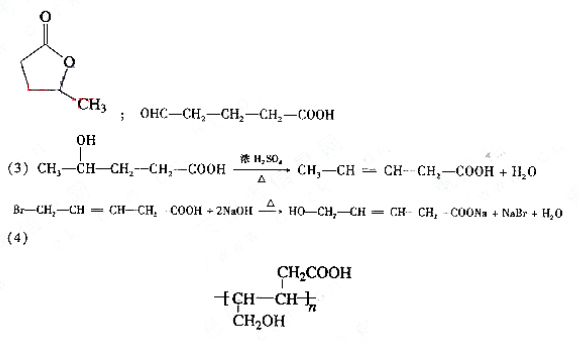 O
O
CH₃ ; OHC—CH₂—CH₂—CH₂—COOH
OH
(3) CH₃—CH—CH₂—CH₂—COOH 浓H₂SO₄ △ → CH₃—CH=CH—CH₂—COOH + H₂O
Br—CH₂—CH=CH—CH₂-COOH + 2NaOH △ → HO—CH₂—CH=CH-CH₂-COONa + NaBr + H₂O
(4)
CH₂COOH
-[CH—CH]-n
CH₂OH